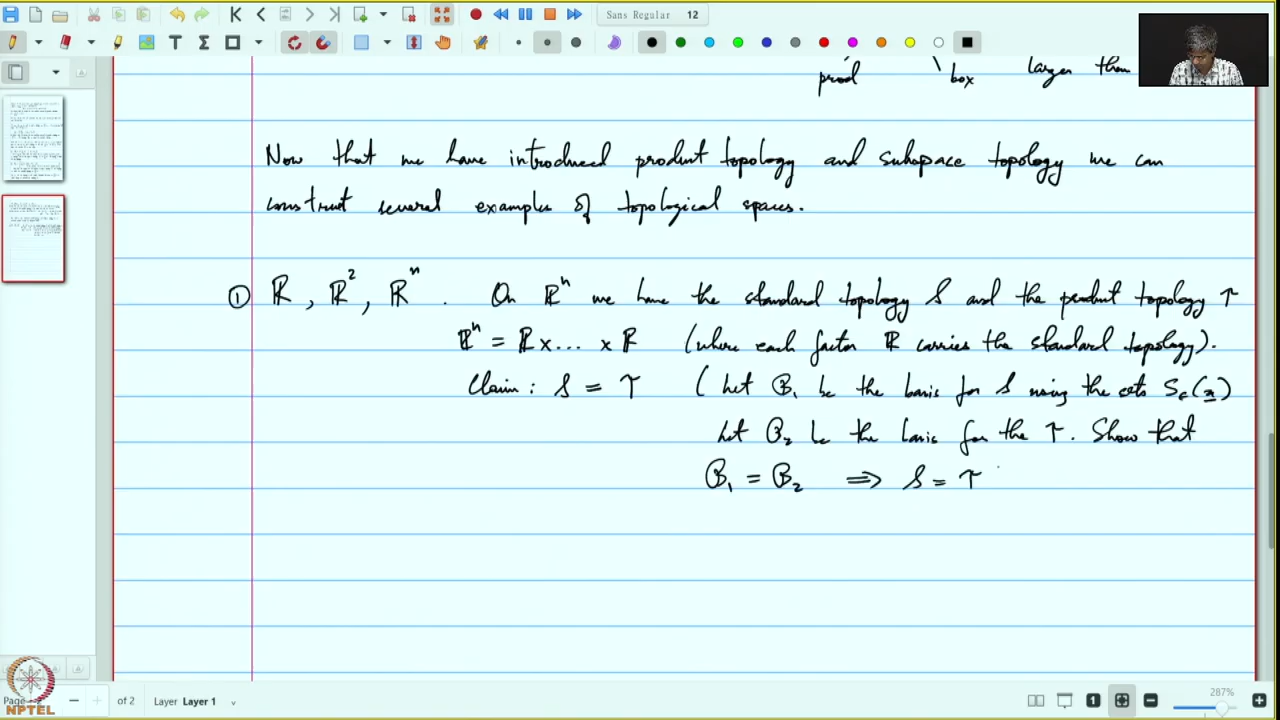 Sans Regular 12
prod box larger than
Now that we have introduced product topology and subspace topology we can
construct several examples of topological spaces.
① ℝ, ℝ², ℝⁿ. On ℝⁿ we have the standard topology S and the product topology τ
ℝⁿ = ℝ × ... × ℝ (where each factor ℝ carries the standard topology).
Claim: S = τ (Let B₁ be the basis for S using the sets Sε(x)
Let B₂ be the basis for the τ. Show that
B₁ = B₂ ⟹ S = τ
Page of 2 Layer Layer 1 287%
NPTEL